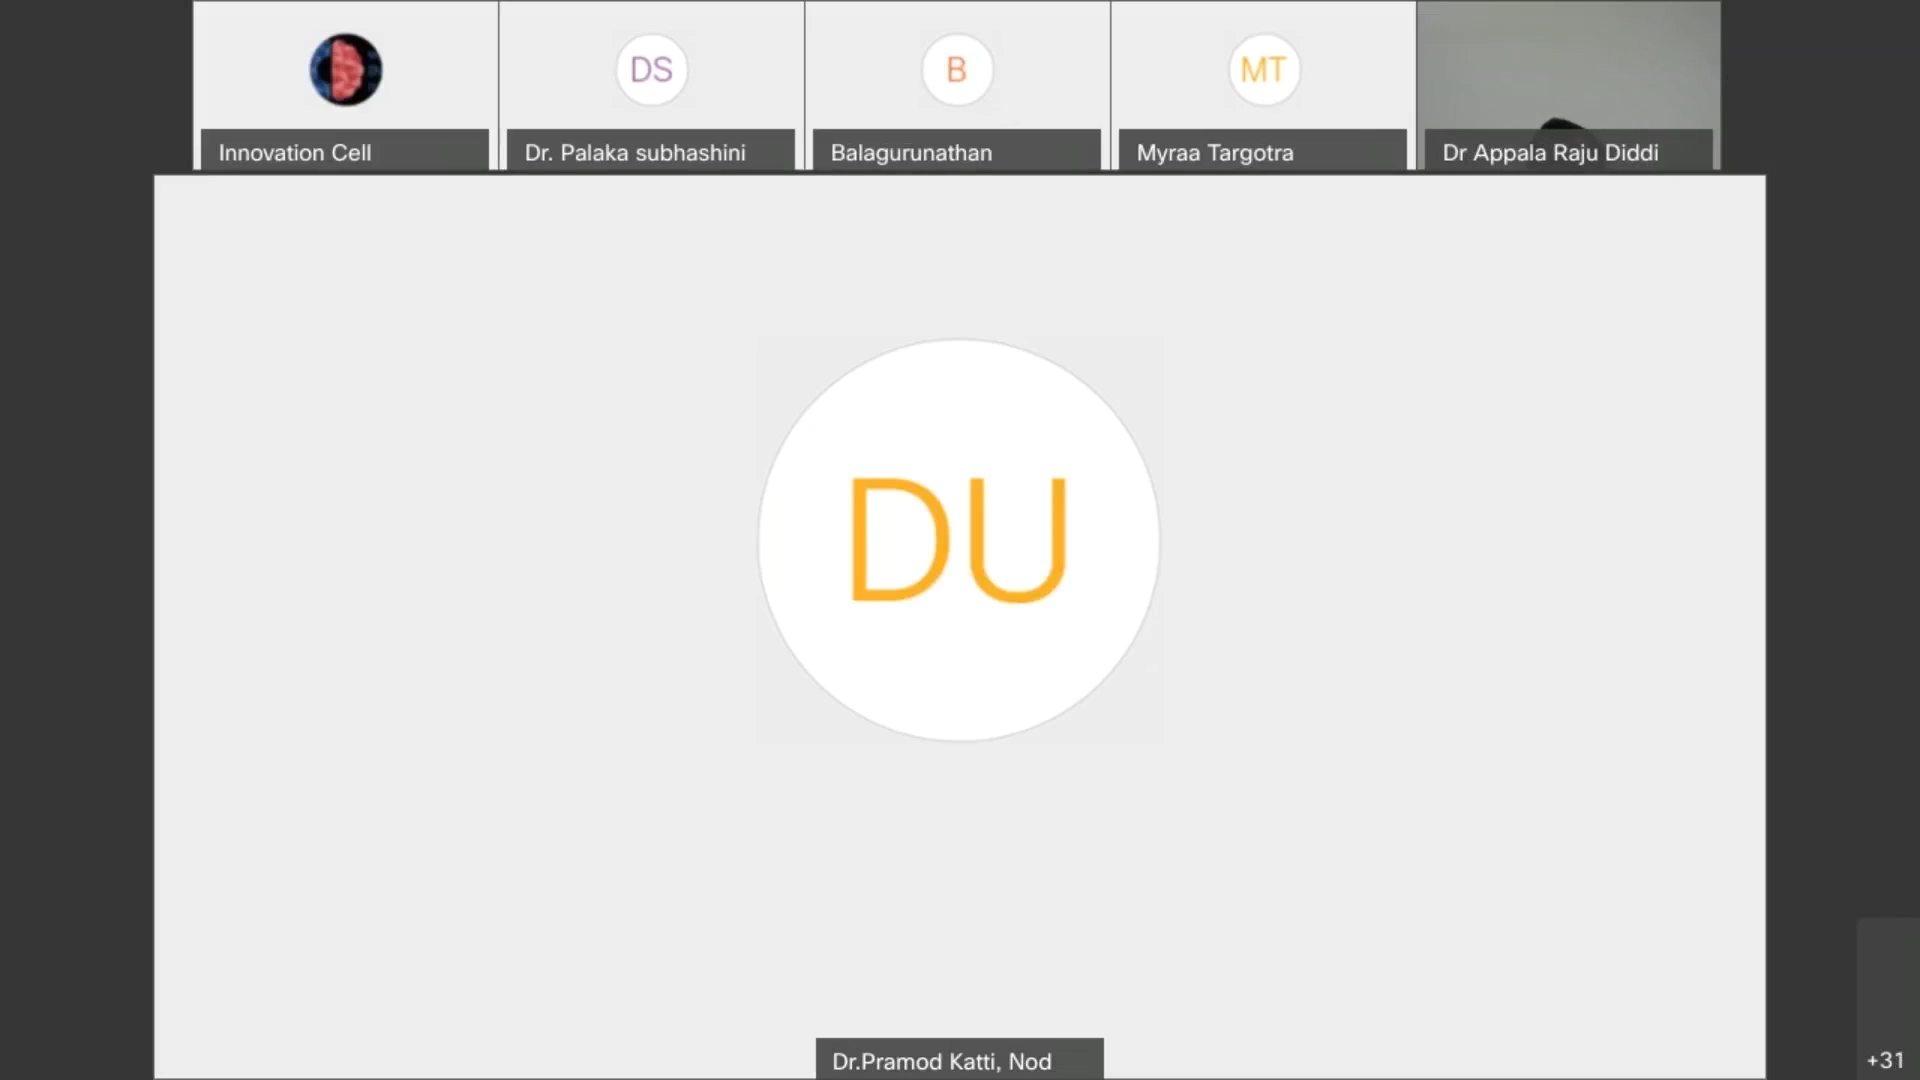 DS
B
MT
Innovation Cell
Dr. Palaka subhashini
Balagurunathan
Myraa Targotra
Dr Appala Raju Diddi
DU
Dr.Pramod Katti, Nod
+31